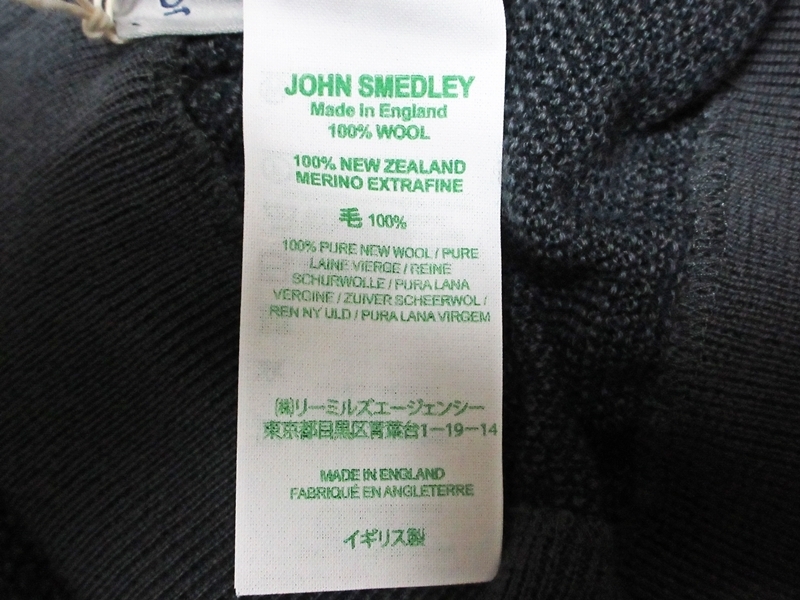 JOHN SMEDLEY
Made in England
100% WOOL
100% NEW ZEALAND
MERINO EXTRAFINE
毛 100%
100% PURE NEW WOOL / PURE
LAINE VIERGE / REINE
SCHURWOLLE / PURA LANA
VERGINE / ZUIVER SCHEERWOL /
REN NY ULD / PURA LANA VIRGEM
㈱リーミルズエージェンシー
東京都目黒区青葉台1-19-14
MADE IN ENGLAND
FABRIQUÉ EN ANGLETERRE
イギリス製